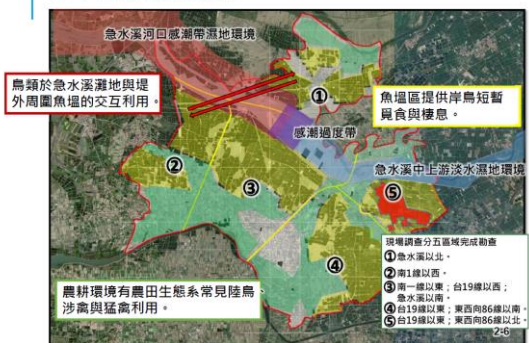 急水溪河口感潮帶濕地環境
鳥類於急水溪灘地與堤
外周圍魚塭的交互利用。
①
魚塭區提供岸鳥短暫
覓食與棲息。
感潮過度帶
急水溪中上游淡水濕地環境
②
③
⑤
④
農耕環境有農田生態系常見陸鳥
涉禽與猛禽利用。
現場調查分五區域完成勘查
①急水溪以北。
②南1線以西。
③南一線以東；台19線以西；
急水溪以南。
④台19線以東；東西向86線以南。
⑤台19線以東；東西向86線以北。
2-6